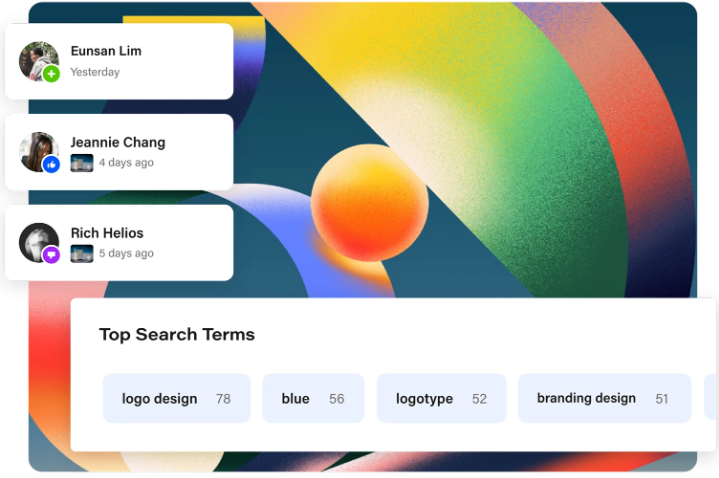 Eunsan Lim
Yesterday
Jeannie Chang
4 days ago
Rich Helios
5 days ago
Top Search Terms
logo design 78 blue 56 logotype 52 branding design 51